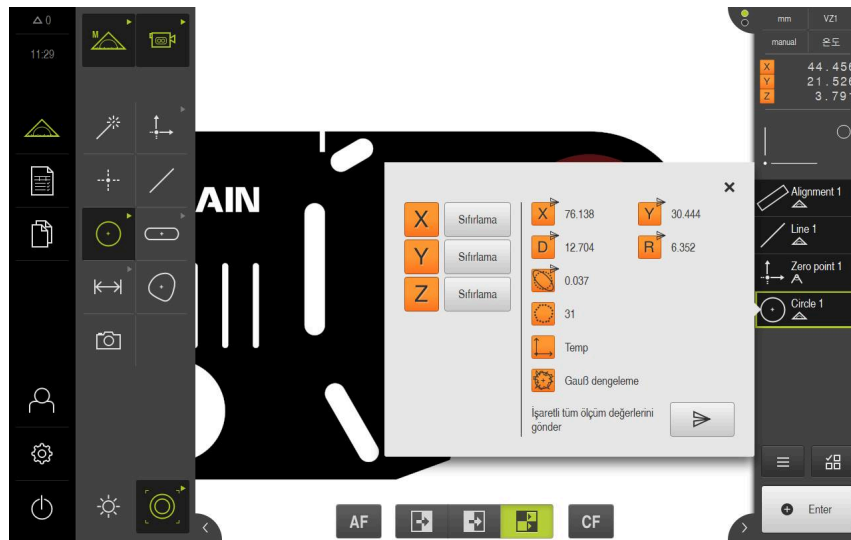 0
11:29
M
AIN
AF
CF
X
Sıfırlama
Y
Sıfırlama
Z
Sıfırlama
X
76.138
Y
30.444
D
12.704
R
6.352
0.037
31
Temp
Gauß dengeleme
İşaretli tüm ölçüm değerlerini
gönder
mm
VZ1
manual
온도
X
44.456
Y
21.526
Z
3.791
Alignment 1
Line 1
Zero point 1
Circle 1
Enter